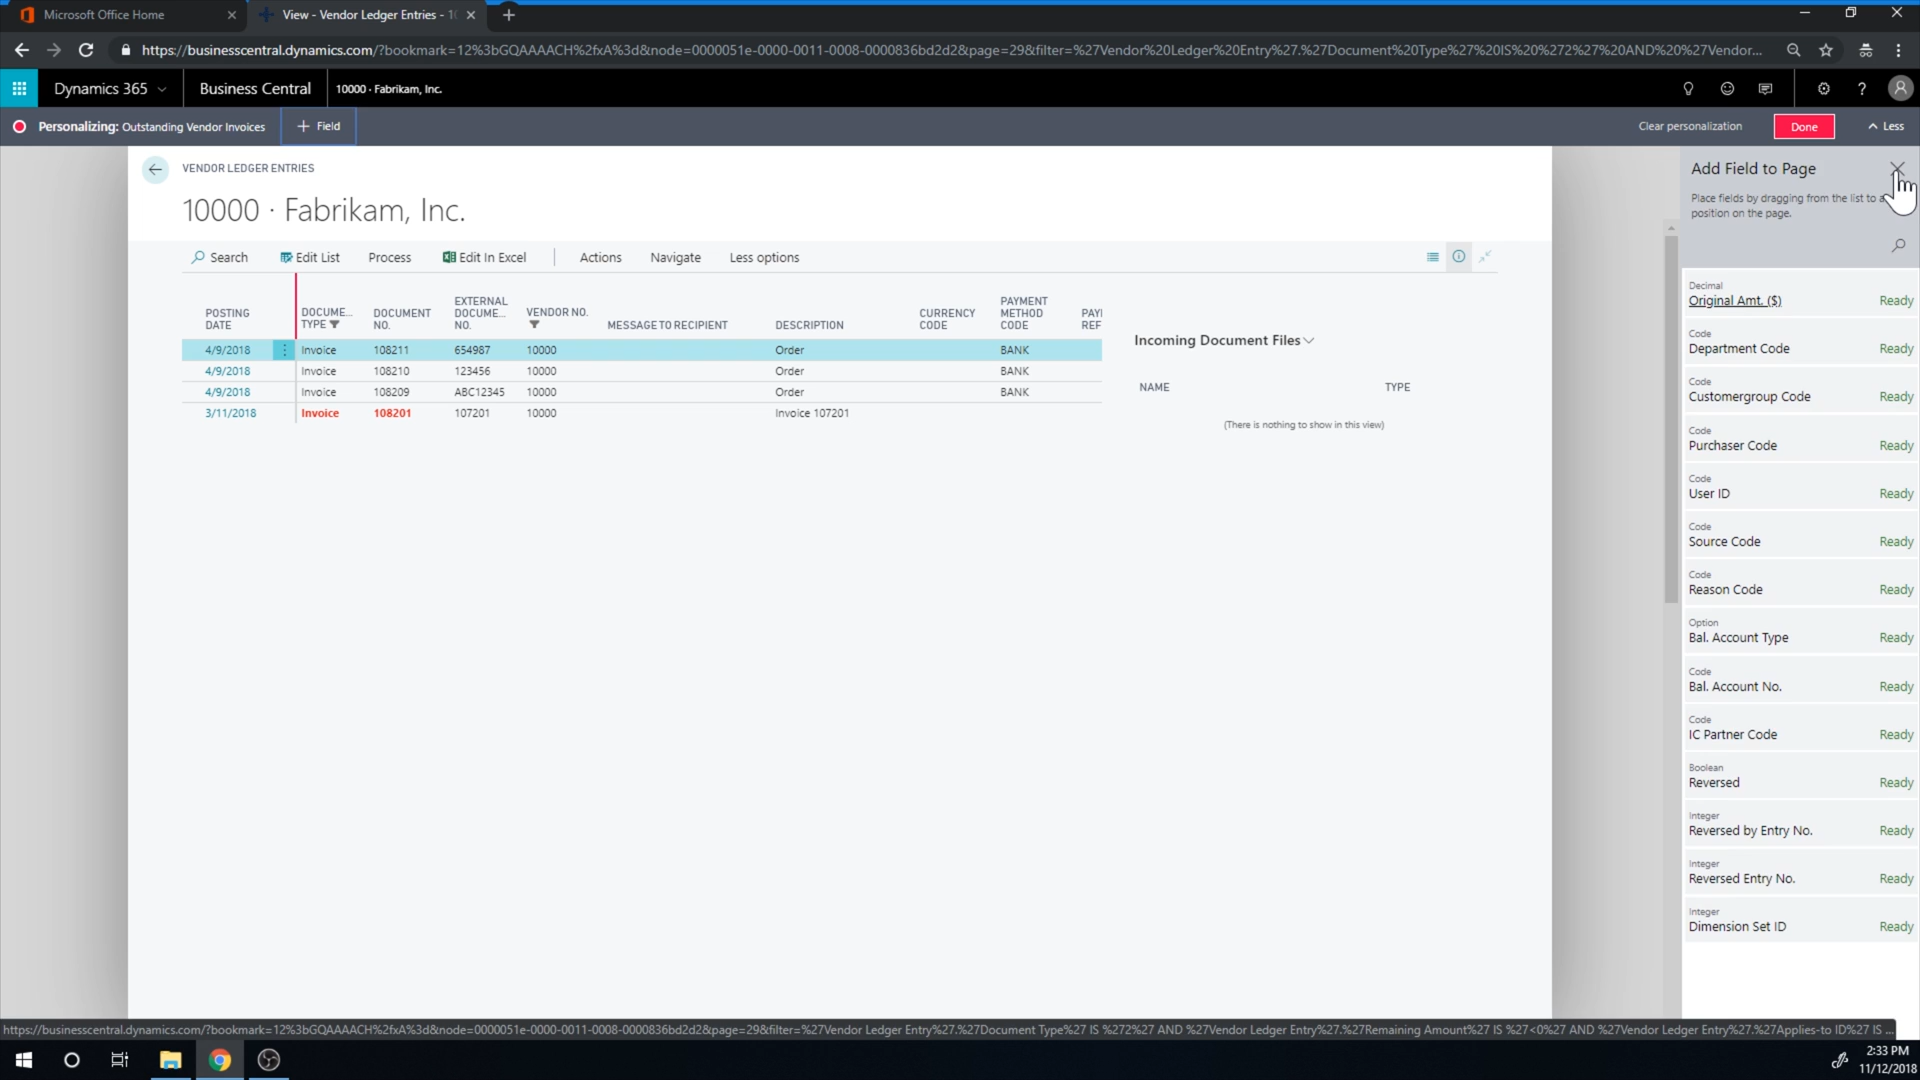 Microsoft Office Home
View - Vendor Ledger Entries - 10
https://businesscentral.dynamics.com/?bookmark=12%3bGQAAAACH%2fxA%3d&node=0000051e-0000-0011-0008-0000836bd2d2&page=29&filter=%27Vendor%20Ledger%20Entry%27.%27Document%20Type%27%20IS%20%272%27%20AND%20%27Vendor...
Dynamics 365
Business Central
10000 · Fabrikam, Inc.
?
Personalizing: Outstanding Vendor Invoices
+ Field
Clear personalization
Done
Less
VENDOR LEDGER ENTRIES
10000 · Fabrikam, Inc.
Search
Edit List
Process
Edit In Excel
Actions
Navigate
Less options
POSTING DATE
DOCUME... TYPE
DOCUMENT NO.
EXTERNAL DOCUME... NO.
VENDOR NO.
MESSAGE TO RECIPIENT
DESCRIPTION
CURRENCY CODE
PAYMENT METHOD CODE
PAYI REF
4/9/2018 Invoice 108211 654987 10000 Order BANK
4/9/2018 Invoice 108210 123456 10000 Order BANK
4/9/2018 Invoice 108209 ABC12345 10000 Order BANK
3/11/2018 Invoice 108201 107201 10000 Invoice 107201
Incoming Document Files
NAME TYPE
(There is nothing to show in this view)
Add Field to Page
Place fields by dragging from the list to a
position on the page.
Decimal
Original Amt. ($) Ready
Code
Department Code Ready
Code
Customergroup Code Ready
Code
Purchaser Code Ready
Code
User ID Ready
Code
Source Code Ready
Code
Reason Code Ready
Option
Bal. Account Type Ready
Code
Bal. Account No. Ready
Code
IC Partner Code Ready
Boolean
Reversed Ready
Integer
Reversed by Entry No. Ready
Integer
Reversed Entry No. Ready
Integer
Dimension Set ID Ready
https://businesscentral.dynamics.com/?bookmark=12%3bGQAAAACH%2fxA%3d&node=0000051e-0000-0011-0008-0000836bd2d2&page=29&filter=%27Vendor Ledger Entry%27.%27Document Type%27 IS %272%27 AND %27Vendor Ledger Entry%27.%27Remaining Amount%27 IS %27<0%27 AND %27Vendor Ledger Entry%27.%27Applies-to ID%27 IS ...
2:33 PM
11/12/2018